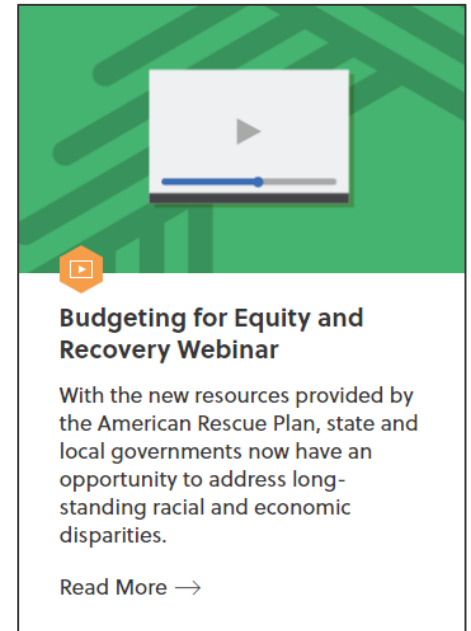 Budgeting for Equity and
Recovery Webinar
With the new resources provided by
the American Rescue Plan, state and
local governments now have an
opportunity to address long-
standing racial and economic
disparities.
Read More →